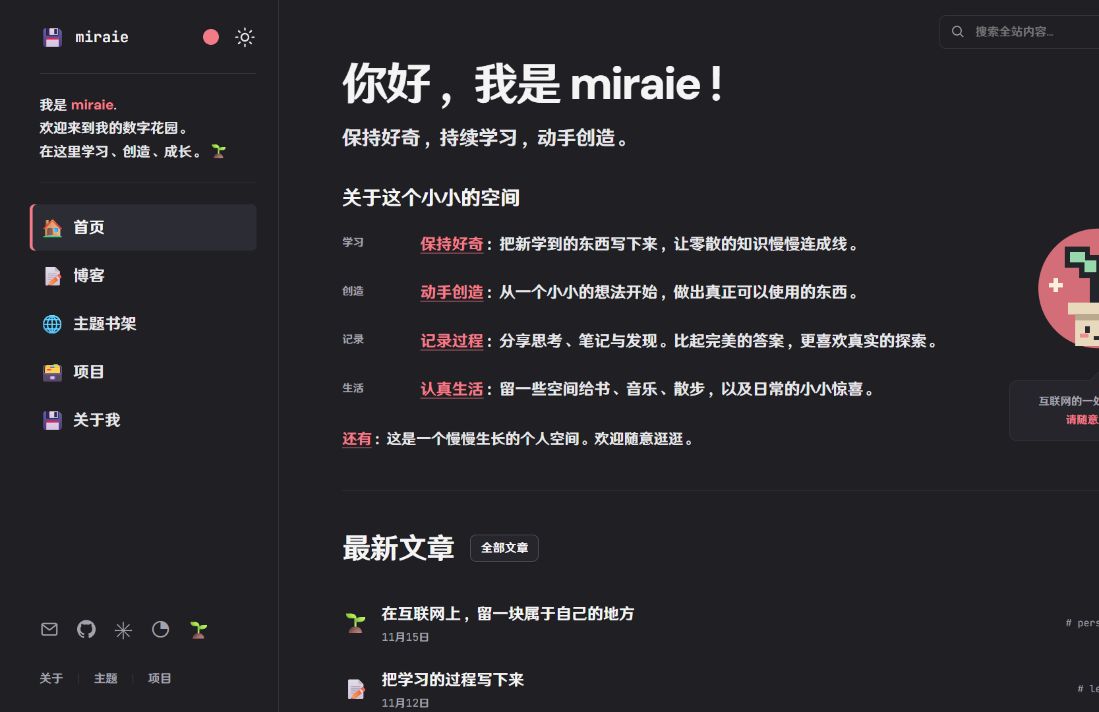 miraie
我是 miraie.
欢迎来到我的数字花园。
在这里学习、创造、成长。
首页
博客
主题书架
项目
关于我
关于
主题
项目
搜索全站内容…
你好，我是 miraie！
保持好奇，持续学习，动手创造。
关于这个小小的空间
学习 保持好奇：把新学到的东西写下来，让零散的知识慢慢连成线。
创造 动手创造：从一个小小的想法开始，做出真正可以使用的东西。
记录 记录过程：分享思考、笔记与发现。比起完美的答案，更喜欢真实的探索。
生活 认真生活：留一些空间给书、音乐、散步，以及日常的小小惊喜。
还有：这是一个慢慢生长的个人空间。欢迎随意逛逛。
互联网的一处
请随意
最新文章 全部文章
在互联网上，留一块属于自己的地方
11月15日
# pers
把学习的过程写下来
11月12日
# le